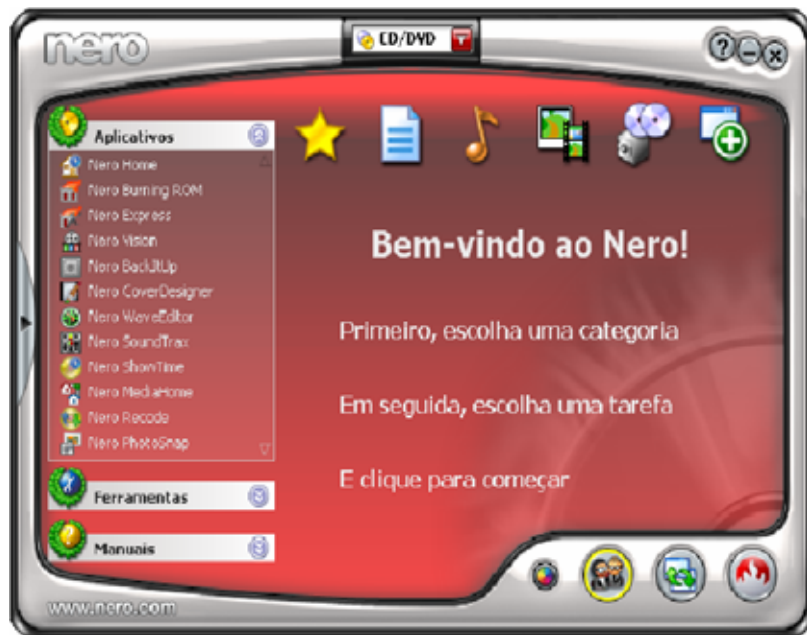 nero
CD/DVD
Aplicativos
Nero Home
Nero Burning ROM
Nero Express
Nero Vision
Nero BackItUp
Nero CoverDesigner
Nero WaveEditor
Nero SoundTrax
Nero ShowTime
Nero MediaHome
Nero Recode
Nero PhotoSnap
Ferramentas
Manuais
Bem-vindo ao Nero!
Primeiro, escolha uma categoria
Em seguida, escolha uma tarefa
E clique para começar
www.nero.com